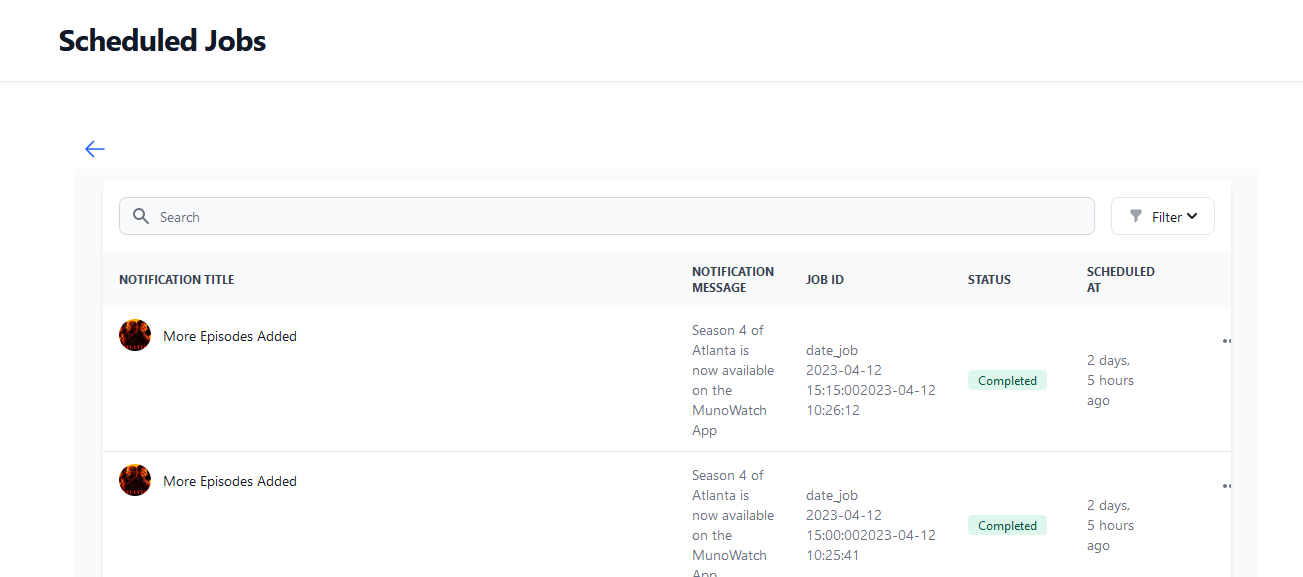 Scheduled Jobs
Search
Filter
NOTIFICATION TITLE
NOTIFICATION
MESSAGE
JOB ID
STATUS
SCHEDULED
AT
More Episodes Added
Season 4 of
Atlanta is
now available
on the
MunoWatch
App
date_job
2023-04-12
15:15:002023-04-12
10:26:12
Completed
2 days,
5 hours
ago
More Episodes Added
Season 4 of
Atlanta is
now available
on the
MunoWatch
App
date_job
2023-04-12
15:00:002023-04-12
10:25:41
Completed
2 days,
5 hours
ago